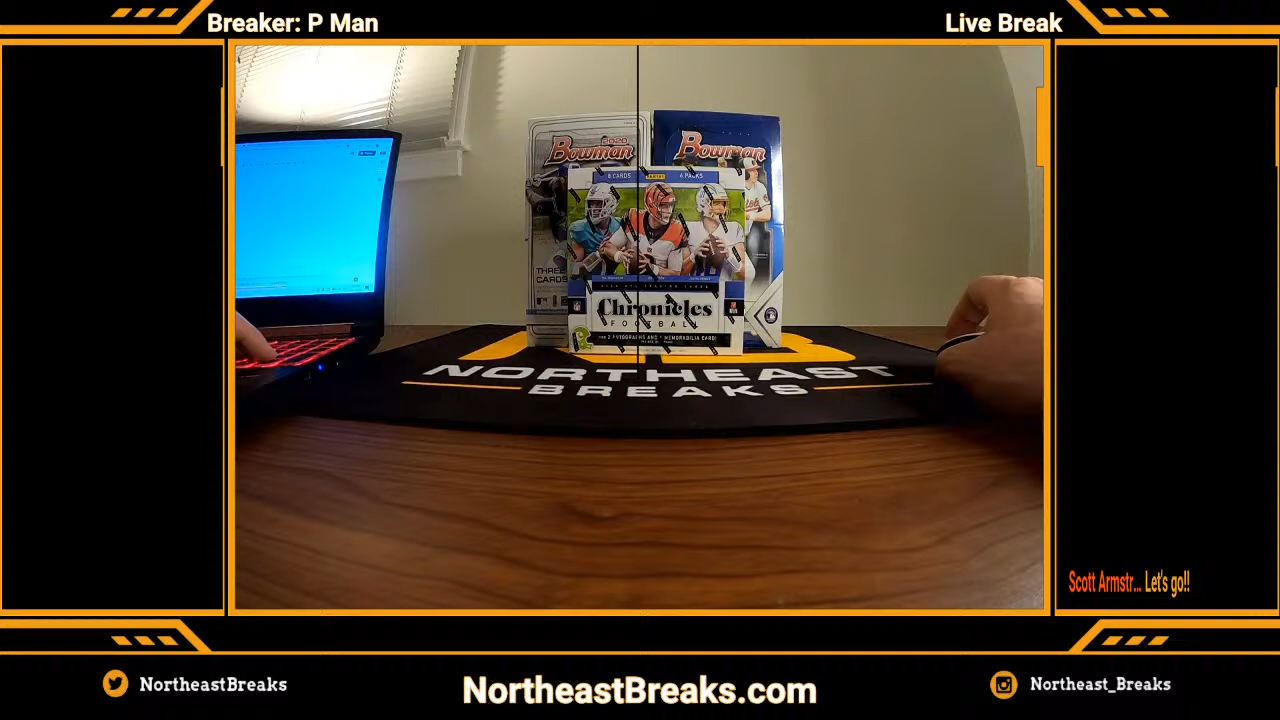 Breaker: P Man
Live Break
2020
Bowman
Bowman
8 CARDS
PANINI
6 PACKS
THREE
CARDS
Chronicles
FOOTBALL
NORTHEAST
BREAKS
Scott Armstr... Let's go!!
NortheastBreaks
NortheastBreaks.com
Northeast_Breaks